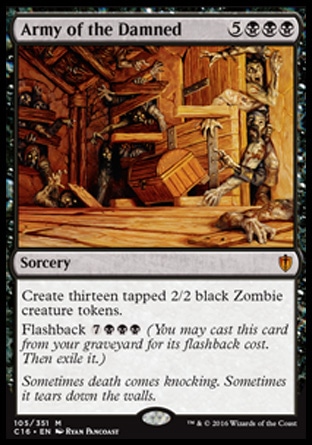 Army of the Damned 5
Sorcery
Create thirteen tapped 2/2 black Zombie
creature tokens.
Flashback 7 (You may cast this card
from your graveyard for its flashback cost.
Then exile it.)
Sometimes death comes knocking. Sometimes
it tears down the walls.
105/351 M
C16 • EN Ryan Pancoast
™ & © 2016 Wizards of the Coast